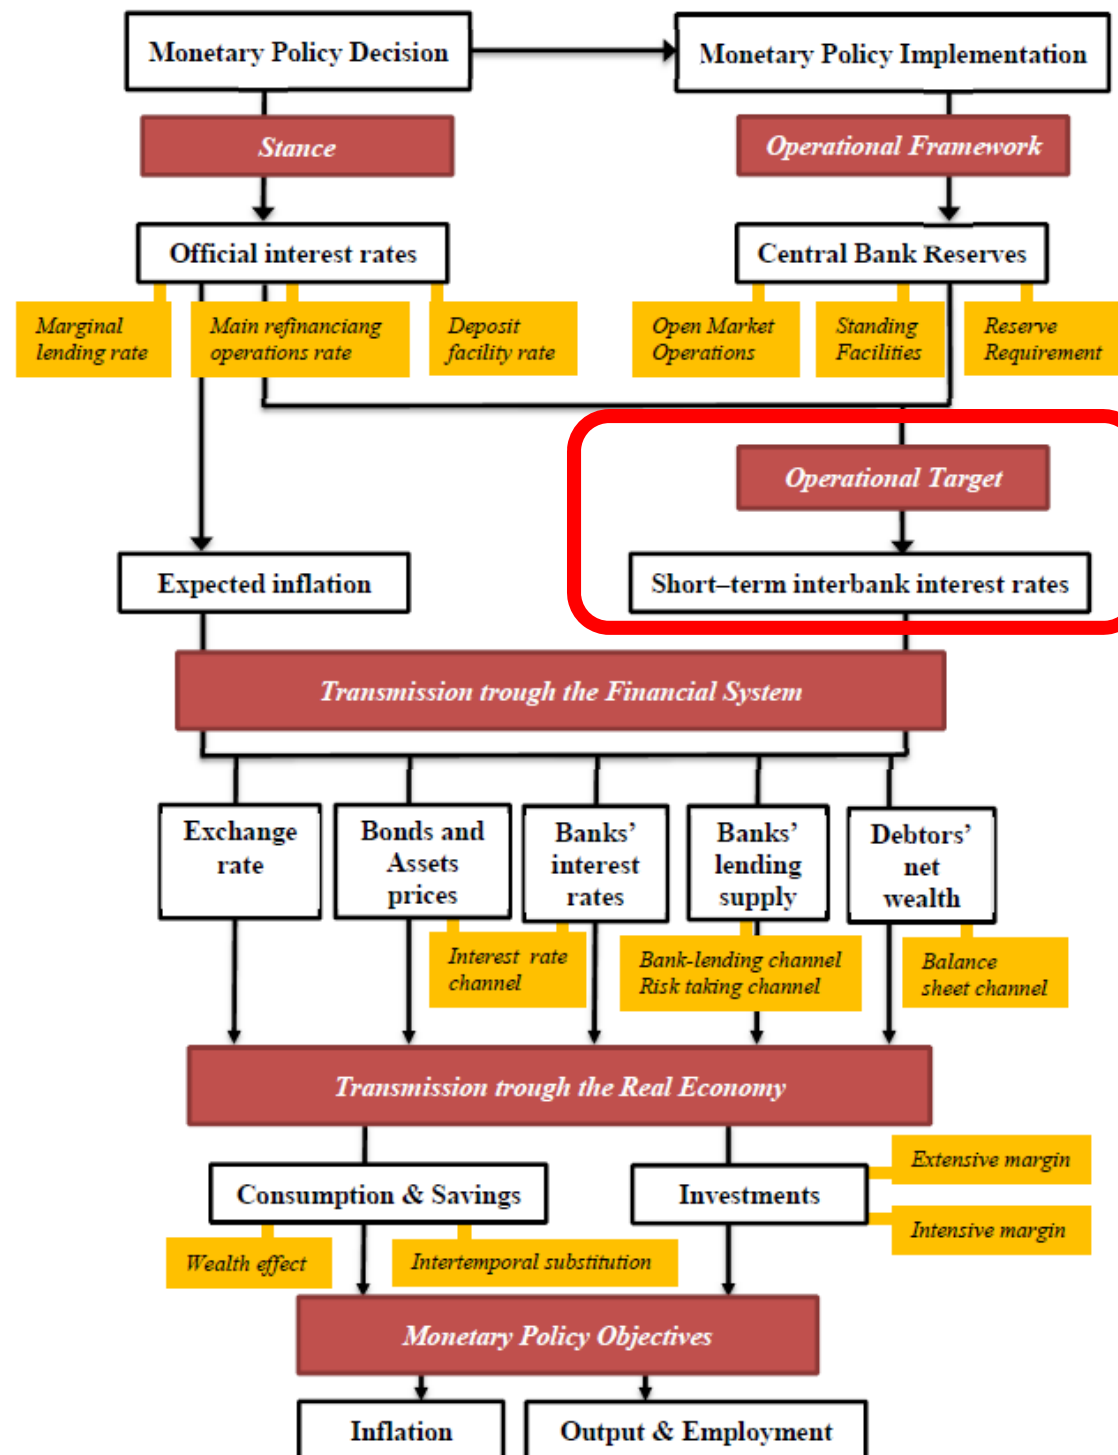 Monetary Policy Decision
Monetary Policy Implementation
Stance
Operational Framework
Official interest rates
Central Bank Reserves
Marginal
lending rate
Main refinanciang
operations rate
Deposit
facility rate
Open Market
Operations
Standing
Facilities
Reserve
Requirement
Operational Target
Expected inflation
Short–term interbank interest rates
Transmission trough the Financial System
Exchange
rate
Bonds and
Assets
prices
Banks’
interest
rates
Banks’
lending
supply
Debtors’
net
wealth
Interest rate
channel
Bank-lending channel
Risk taking channel
Balance
sheet channel
Transmission trough the Real Economy
Consumption & Savings
Investments
Extensive margin
Intensive margin
Wealth effect
Intertemporal substitution
Monetary Policy Objectives
Inflation
Output & Employment